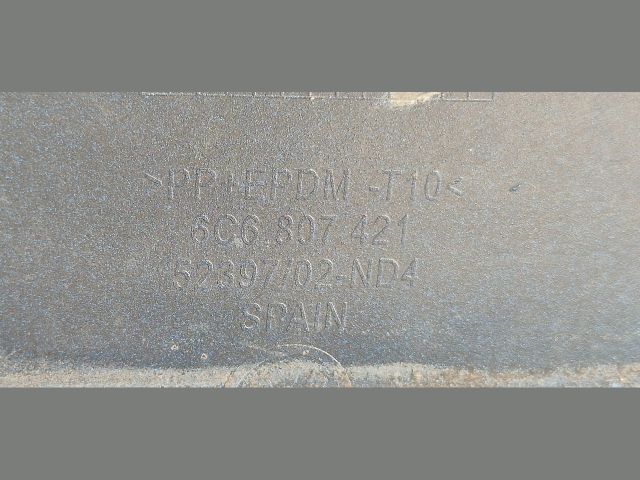 >PP+EPDM -T10<
6C6 807 421
52397/02-ND4
SPAIN